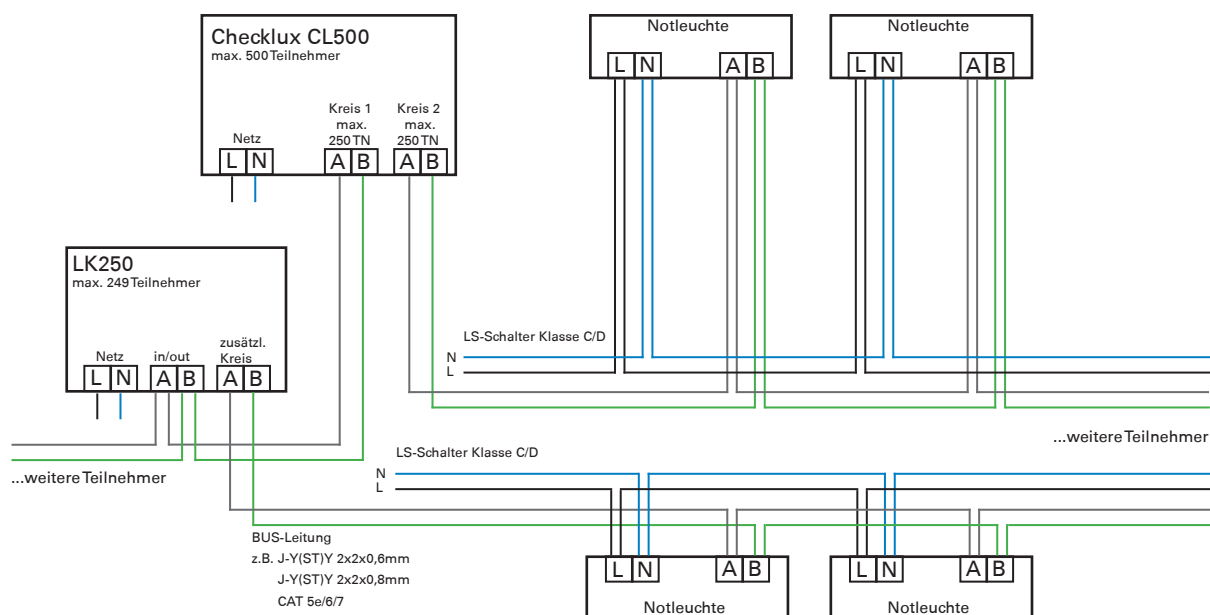 Checklux CL500
max. 500 Teilnehmer
Kreis 1
max.
250 TN
Kreis 2
max.
250 TN
Netz
L N
A B
A B
Notleuchte
L N
A B
Notleuchte
L N
A B
LK250
max. 249 Teilnehmer
Netz
in/out
zusätzl.
Kreis
L N
A B
A B
LS-Schalter Klasse C/D
N
L
...weitere Teilnehmer
...weitere Teilnehmer
LS-Schalter Klasse C/D
N
L
BUS-Leitung
z.B. J-Y(ST)Y 2x2x0,6mm
J-Y(ST)Y 2x2x0,8mm
CAT 5e/6/7
L N
A B
Notleuchte
L N
A B
Notleuchte